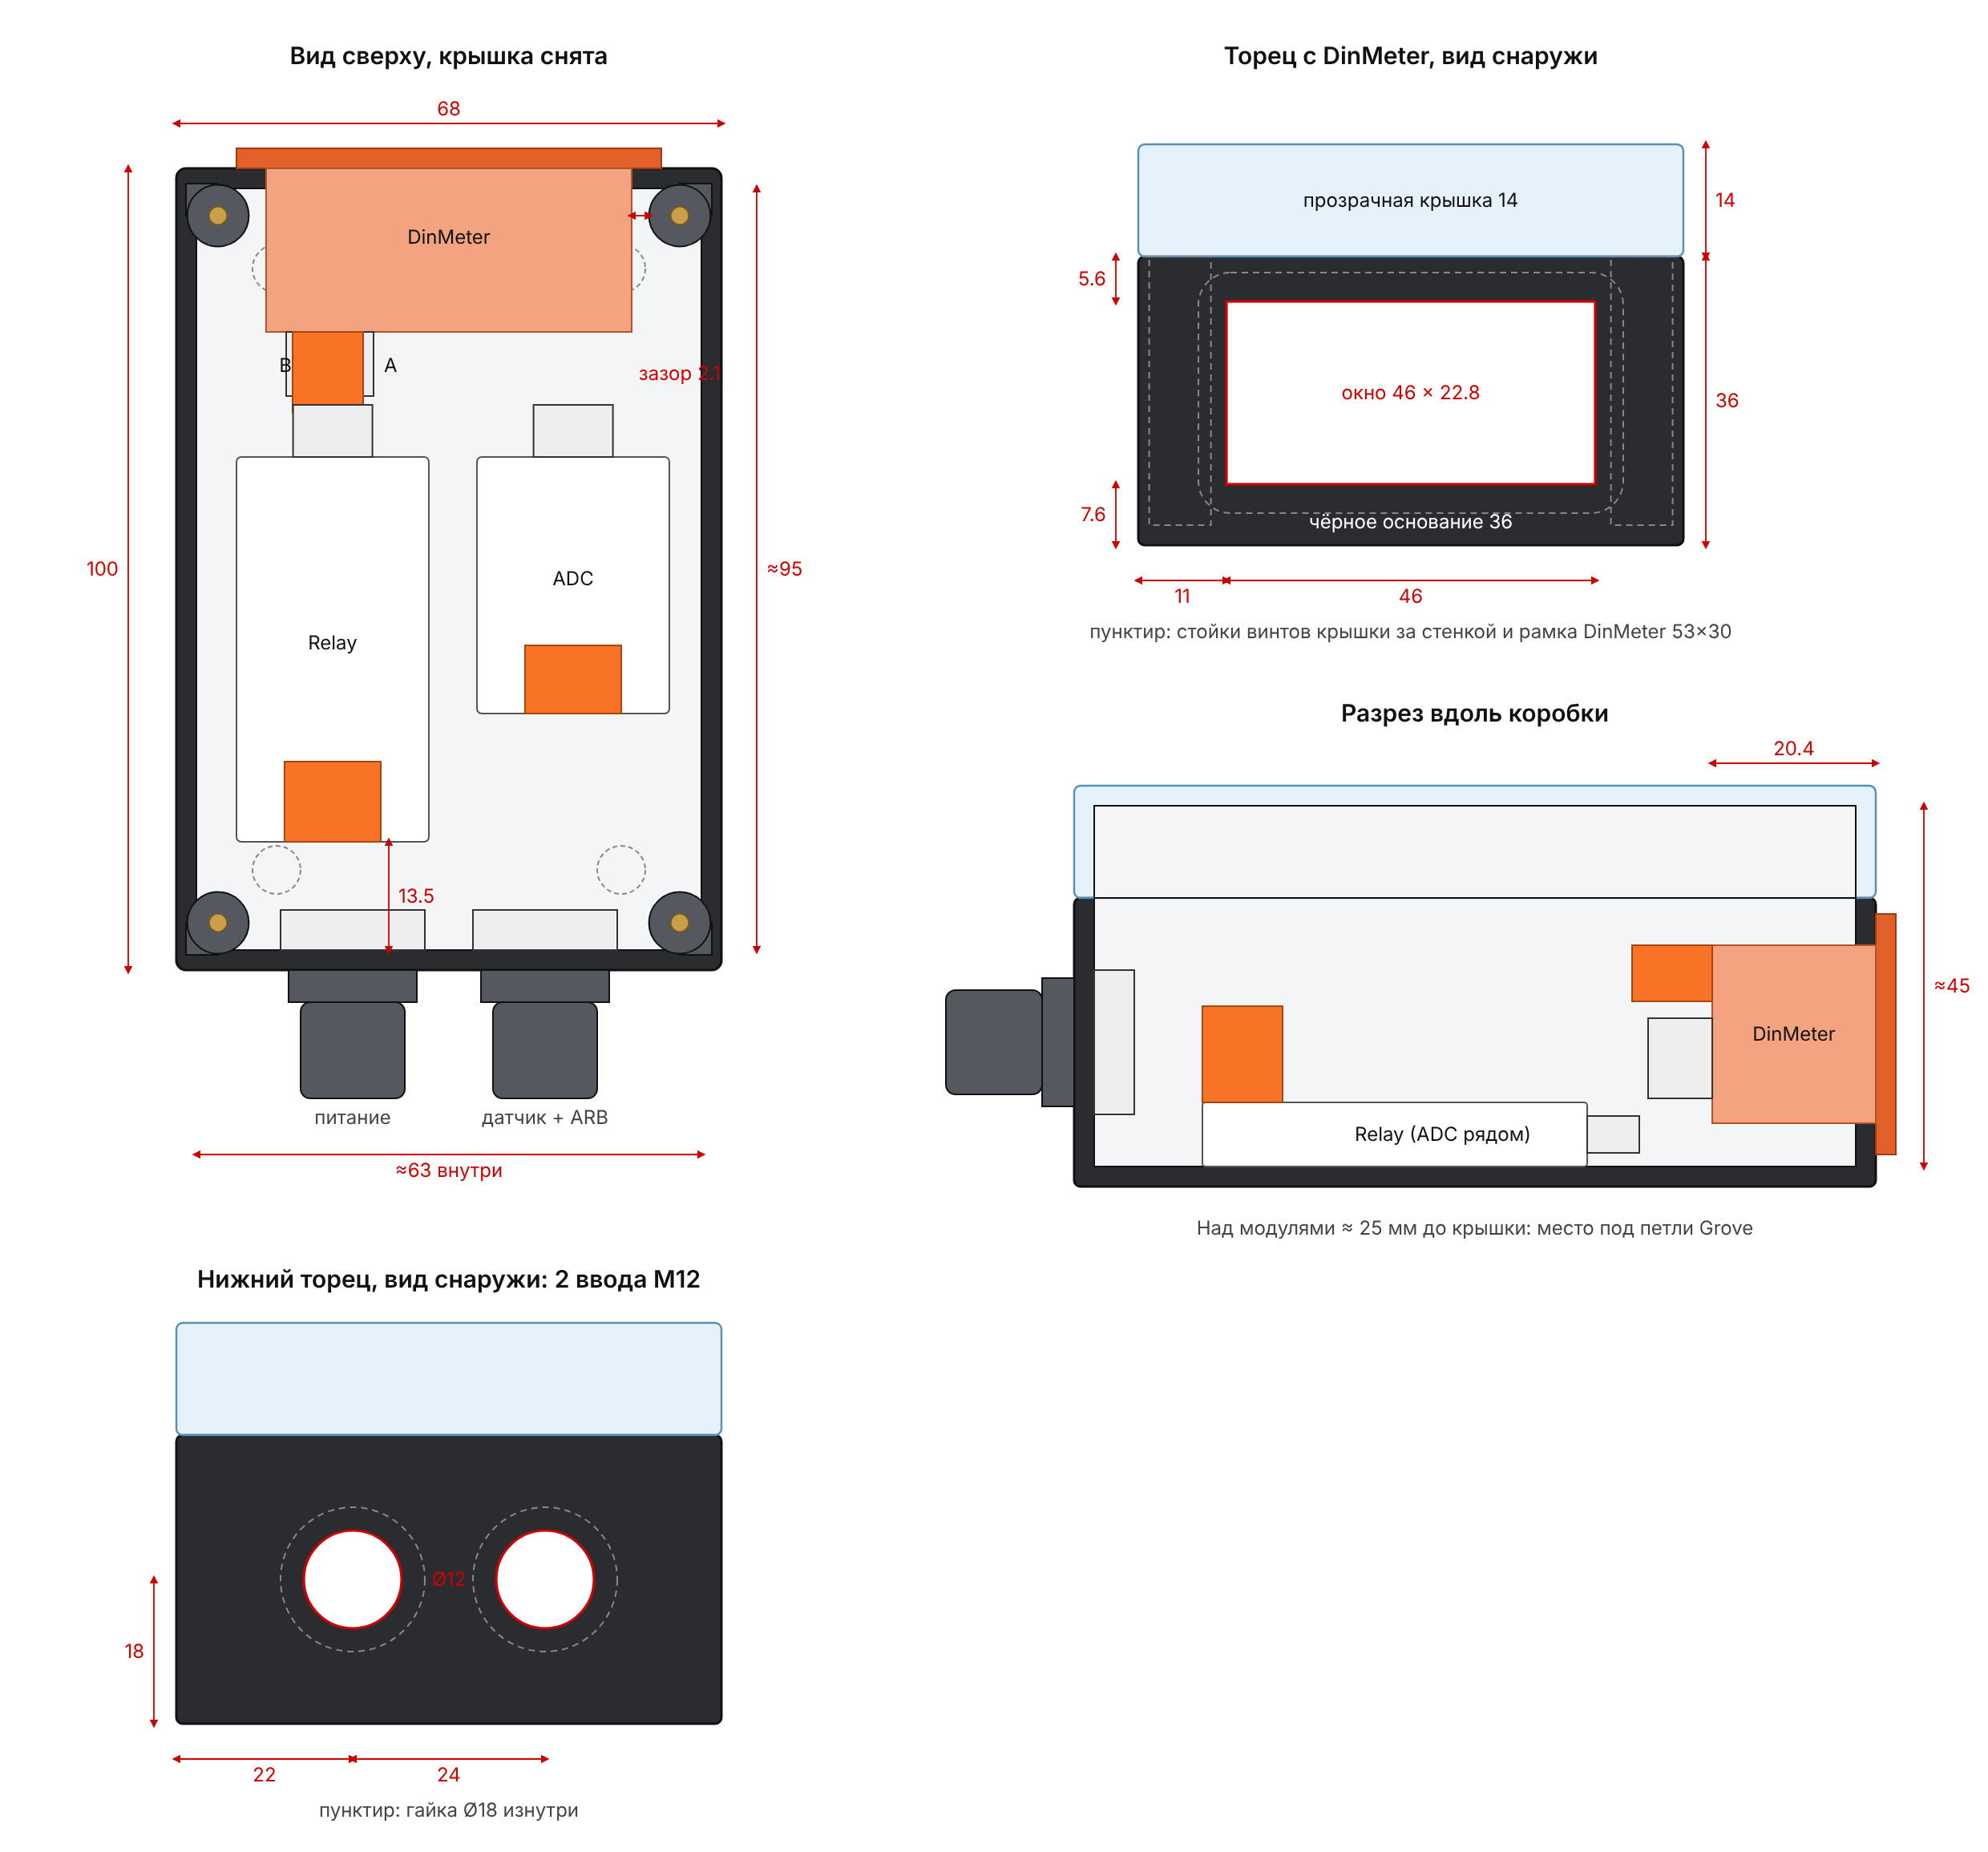 Вид сверху, крышка снята
68
DinMeter
B
A
зазор 2.1
100
≈95
ADC
Relay
13.5
питание
датчик + ARB
≈63 внутри
Торец с DinMeter, вид снаружи
прозрачная крышка 14
14
5.6
окно 46 × 22.8
36
7.6
чёрное основание 36
11
46
пунктир: стойки винтов крышки за стенкой и рамка DinMeter 53×30
Разрез вдоль коробки
20.4
≈45
DinMeter
Relay (ADC рядом)
Над модулями ≈ 25 мм до крышки: место под петли Grove
Нижний торец, вид снаружи: 2 ввода M12
Ø12
18
22
24
пунктир: гайка Ø18 изнутри